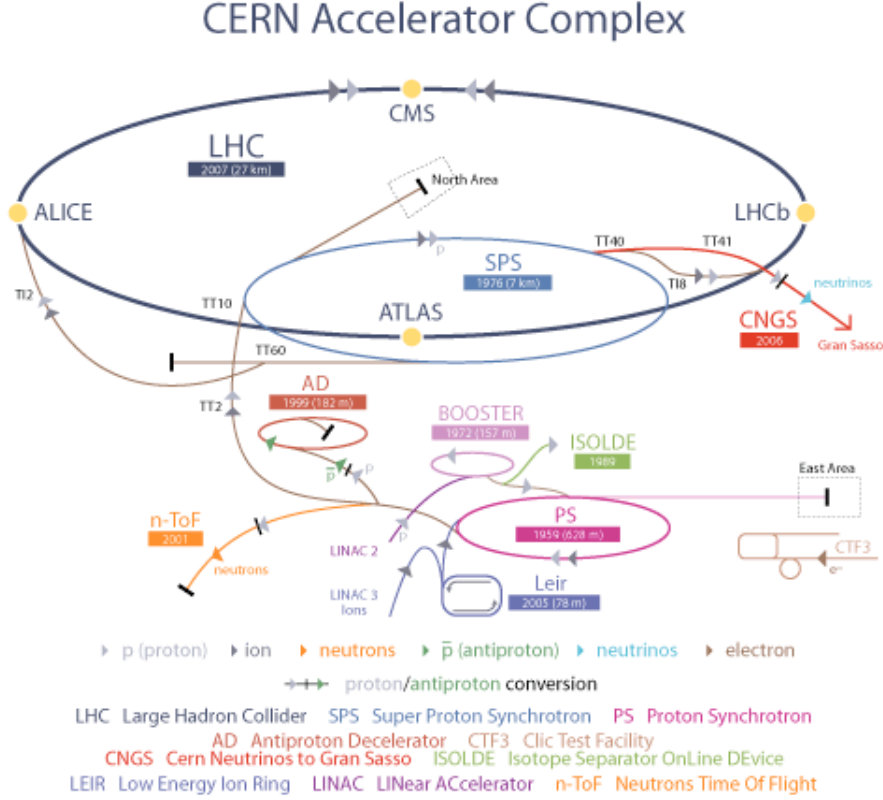 CERN Accelerator Complex
CMS
LHC
2007 (27 km)
North Area
ALICE
LHCb
TT40
TT41
p
SPS
1976 (7 km)
TI8
neutrinos
TI2
TT10
ATLAS
CNGS
2006
Gran Sasso
TT60
AD
1999 (182 m)
TT2
BOOSTER
1972 (157 m)
ISOLDE
1989
p
p̅
East Area
n-ToF
2001
PS
1959 (628 m)
LINAC 2
p
neutrons
CTF3
e-
LINAC 3
Ions
Leir
2005 (78 m)
p (proton) ion neutrons p̅ (antiproton) neutrinos electron
proton/antiproton conversion
LHC Large Hadron Collider SPS Super Proton Synchrotron PS Proton Synchrotron
AD Antiproton Decelerator CTF3 Clic Test Facility
CNGS Cern Neutrinos to Gran Sasso ISOLDE Isotope Separator OnLine DEvice
LEIR Low Energy Ion Ring LINAC LINear ACcelerator n-ToF Neutrons Time Of Flight